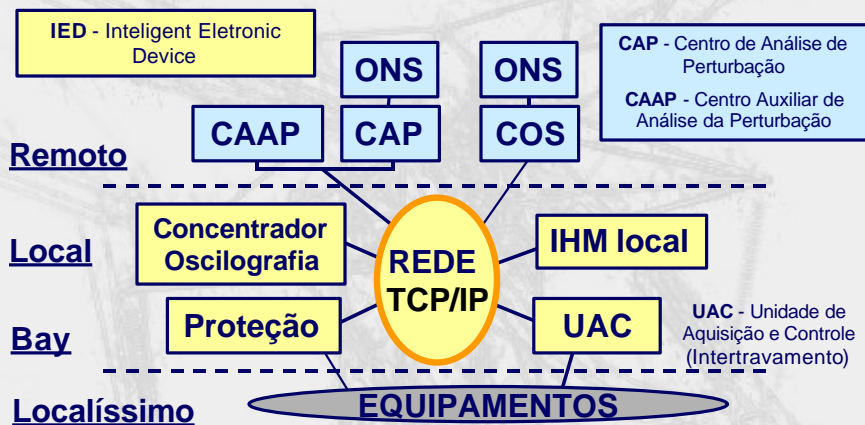 IED - Inteligent Eletronic
Device
ONS
ONS
CAP - Centro de Análise de
Perturbação
CAAP - Centro Auxiliar de
Análise da Perturbação
CAAP
CAP
COS
Remoto
Concentrador
Oscilografia
IHM local
Local
REDE
TCP/IP
Proteção
UAC
UAC - Unidade de
Aquisição e Controle
(Intertravamento)
Bay
EQUIPAMENTOS
Localíssimo